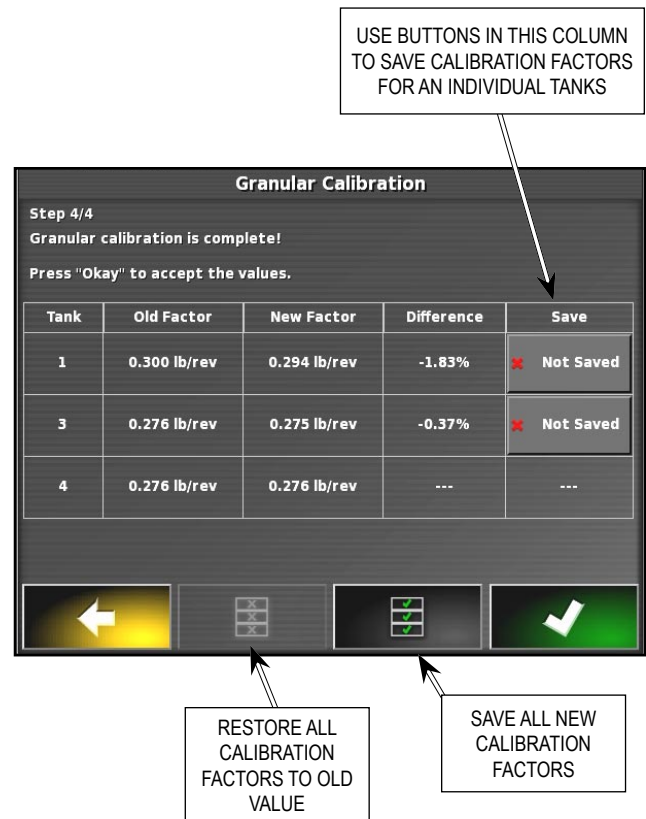 USE BUTTONS IN THIS COLUMN
TO SAVE CALIBRATION FACTORS
FOR AN INDIVIDUAL TANKS
Granular Calibration
Step 4/4
Granular calibration is complete!
Press "Okay" to accept the values.
Tank Old Factor New Factor Difference Save
1 0.300 lb/rev 0.294 lb/rev -1.83% Not Saved
3 0.276 lb/rev 0.275 lb/rev -0.37% Not Saved
4 0.276 lb/rev 0.276 lb/rev --- ---
RESTORE ALL
CALIBRATION
FACTORS TO OLD
VALUE
SAVE ALL NEW
CALIBRATION
FACTORS